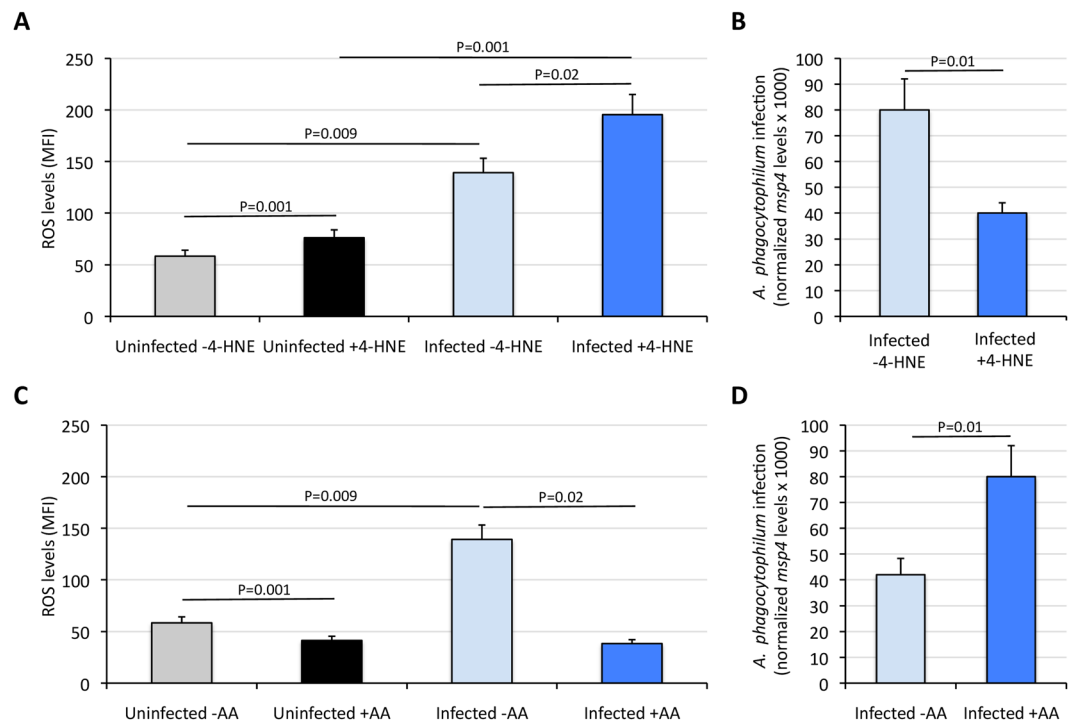 A
ROS levels (MFI)
250
200
150
100
50
0
P=0.001
P=0.02
P=0.009
P=0.001
Uninfected -4-HNE
Uninfected +4-HNE
Infected -4-HNE
Infected +4-HNE
B
A. phagocytophilum infection
(normalized msp4 levels x 1000)
100
90
80
70
60
50
40
30
20
10
0
P=0.01
Infected
-4-HNE
Infected
+4-HNE
C
ROS levels (MFI)
250
200
150
100
50
0
P=0.009
P=0.02
P=0.001
Uninfected -AA
Uninfected +AA
Infected -AA
Infected +AA
D
A. phagocytophilum infection
(normalized msp4 levels x 1000)
100
90
80
70
60
50
40
30
20
10
0
P=0.01
Infected -AA
Infected +AA